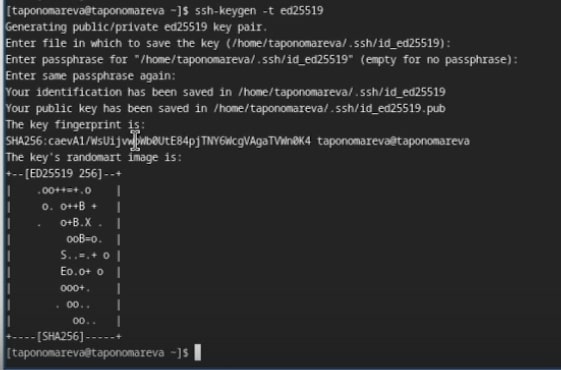 [taponomareva@taponomareva ~]$ ssh-keygen -t ed25519
Generating public/private ed25519 key pair.
Enter file in which to save the key (/home/taponomareva/.ssh/id_ed25519):
Enter passphrase for "/home/taponomareva/.ssh/id_ed25519" (empty for no passphrase):
Enter same passphrase again:
Your identification has been saved in /home/taponomareva/.ssh/id_ed25519
Your public key has been saved in /home/taponomareva/.ssh/id_ed25519.pub
The key fingerprint is:
taponomareva@taponomareva
The key's randomart image is:
+--[ED25519 256]--+
|    .oo++=+.o    |
|     o. o++B +   |
|    .   o+B.X .  |
|         ooB=o.  |
|        S..=.+ o |
|        Eo.o+ o  |
|        ooo+.    |
|       . oo..    |
|          oo..   |
+----[SHA256]-----+
[taponomareva@taponomareva ~]$